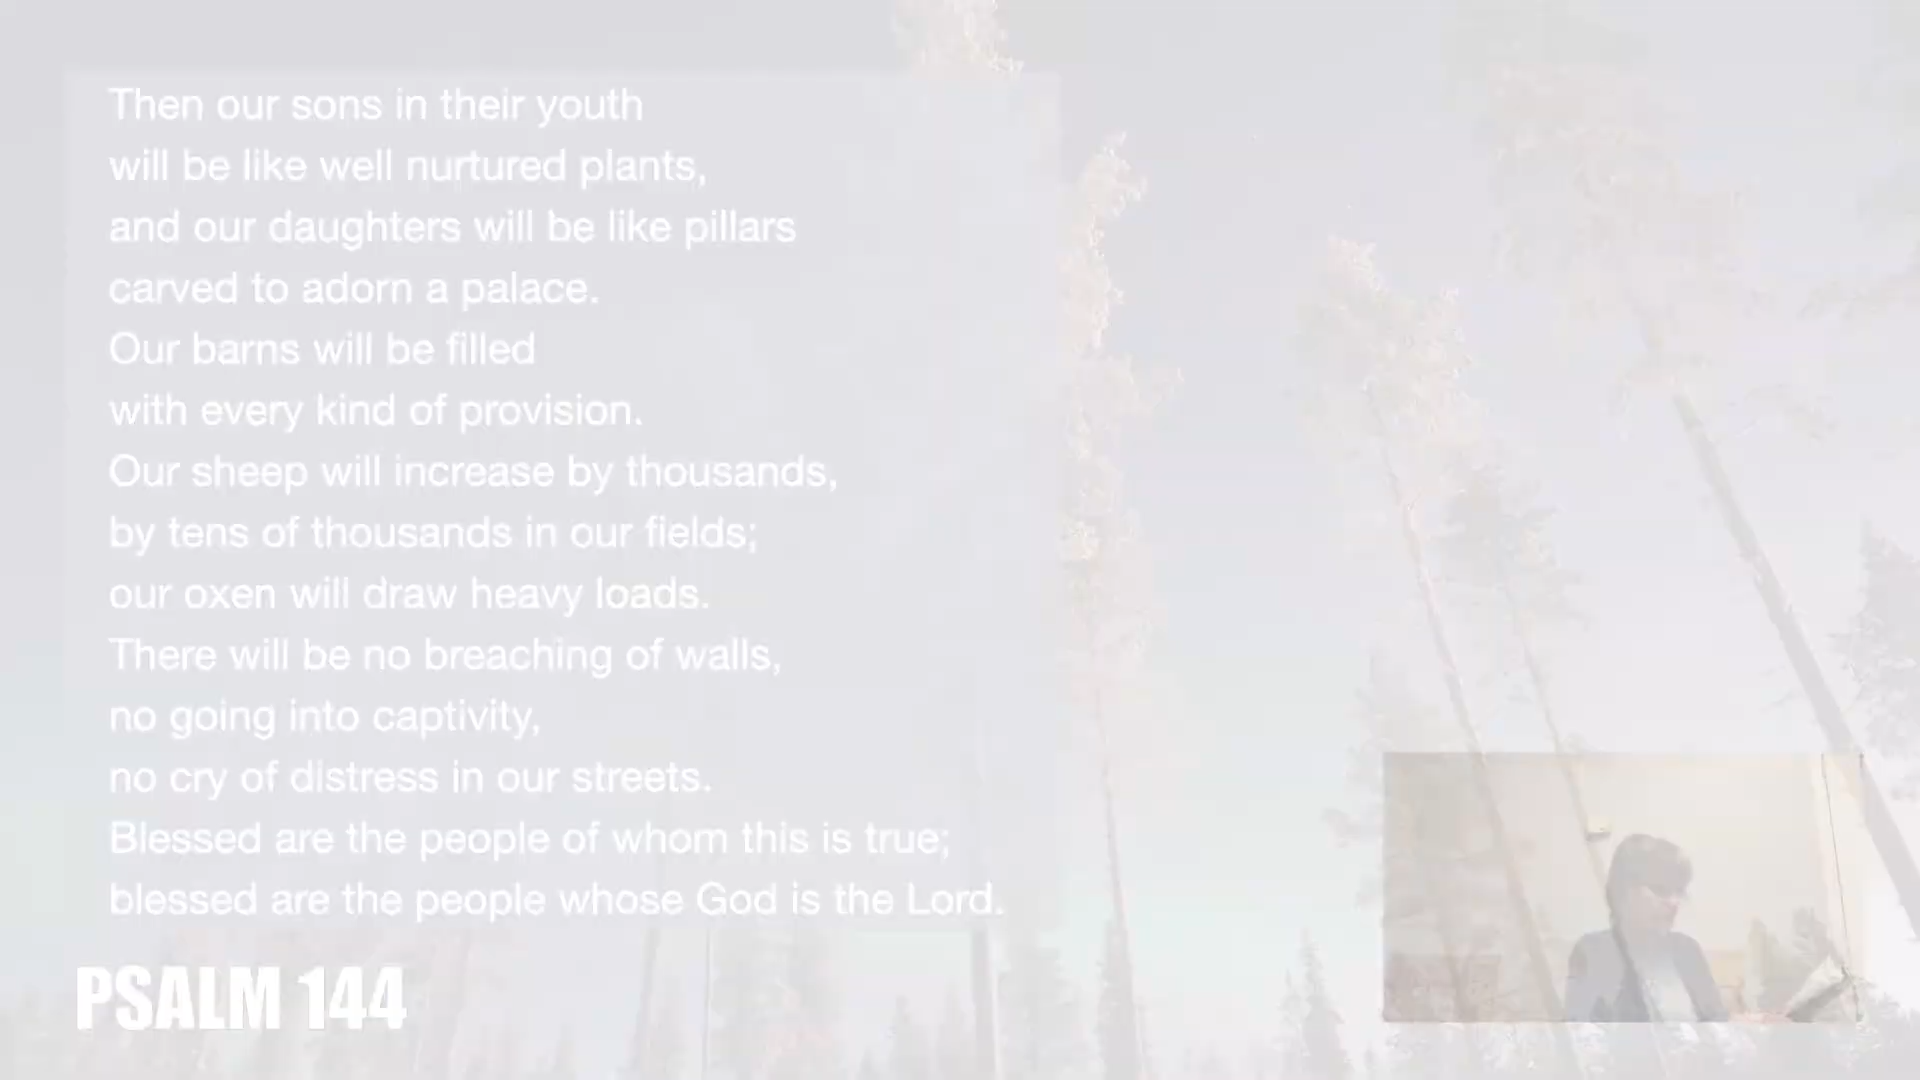 Then our sons in their youth
will be like well nurtured plants,
and our daughters will be like pillars
carved to adorn a palace.
Our barns will be filled
with every kind of provision.
Our sheep will increase by thousands,
by tens of thousands in our fields;
our oxen will draw heavy loads.
There will be no breaching of walls,
no going into captivity,
no cry of distress in our streets.
Blessed are the people of whom this is true;
blessed are the people whose God is the Lord.
PSALM 144